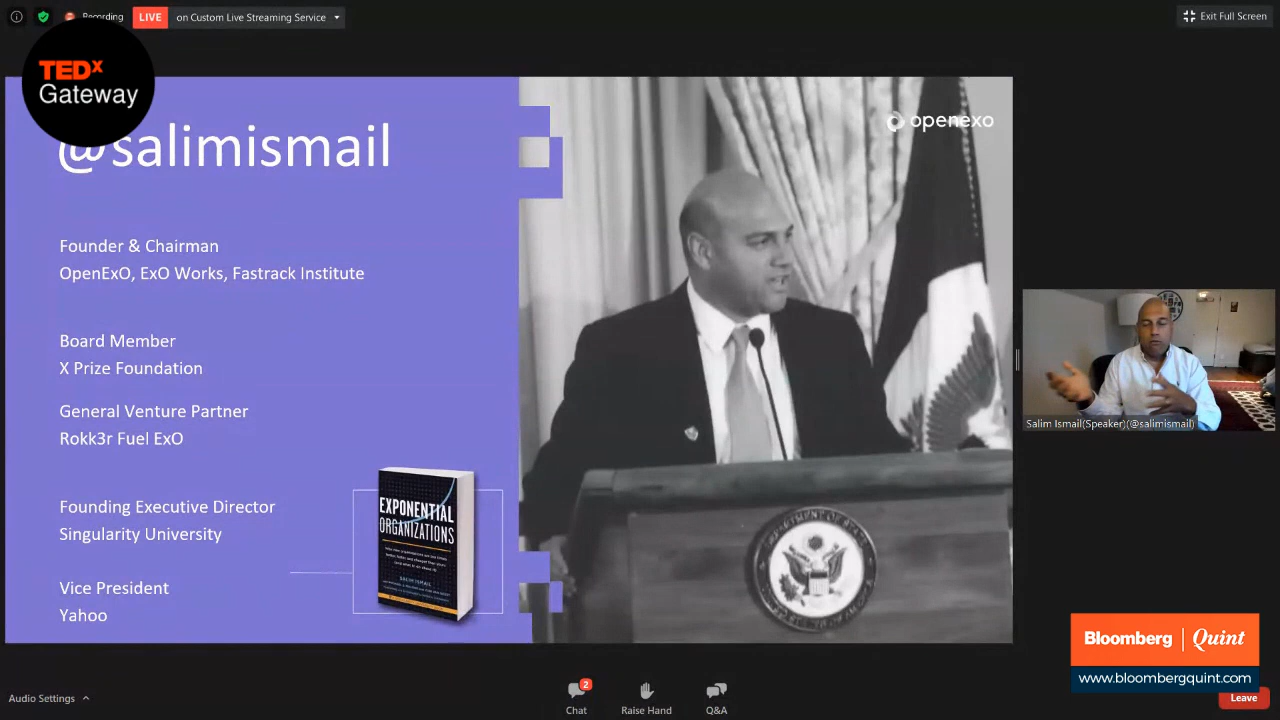 Recording
LIVE
on Custom Live Streaming Service
Exit Full Screen
TEDx
Gateway
@salimismail
openexo
Founder & Chairman
OpenExO, ExO Works, Fastrack Institute
Board Member
X Prize Foundation
General Venture Partner
Rokk3r Fuel ExO
Founding Executive Director
Singularity University
Vice President
Yahoo
EXPONENTIAL
ORGANIZATIONS
SALIM ISMAIL
DEPARTMENT OF STATE
Salim Ismail(Speaker)(@salimismail)
Bloomberg | Quint
www.bloombergquint.com
Audio Settings
2
Chat
Raise Hand
Q&A
Leave